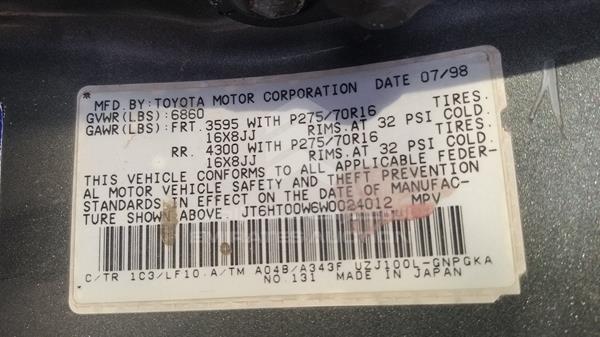 MFD.BY:TOYOTA MOTOR CORPORATION DATE 07/98
GVWR(LBS):6860
GAWR(LBS):FRT. 3595 WITH P275/70R16 TIRES.
16X8JJ RIMS.AT 32 PSI COLD.
RR. 4300 WITH P275/70R16 TIRES.
16X8JJ RIMS.AT 32 PSI COLD.
THIS VEHICLE CONFORMS TO ALL APPLICABLE FEDER-
AL MOTOR VEHICLE SAFETY AND THEFT PREVENTION
STANDARDS IN EFFECT ON THE DATE OF MANUFAC-
TURE SHOWN ABOVE. JT6HT00W6W0024012 MPV
C/TR 1C3/LF10.A/TM A04B/A343F UZJ100L-GNPGKA
NO.131 MADE IN JAPAN